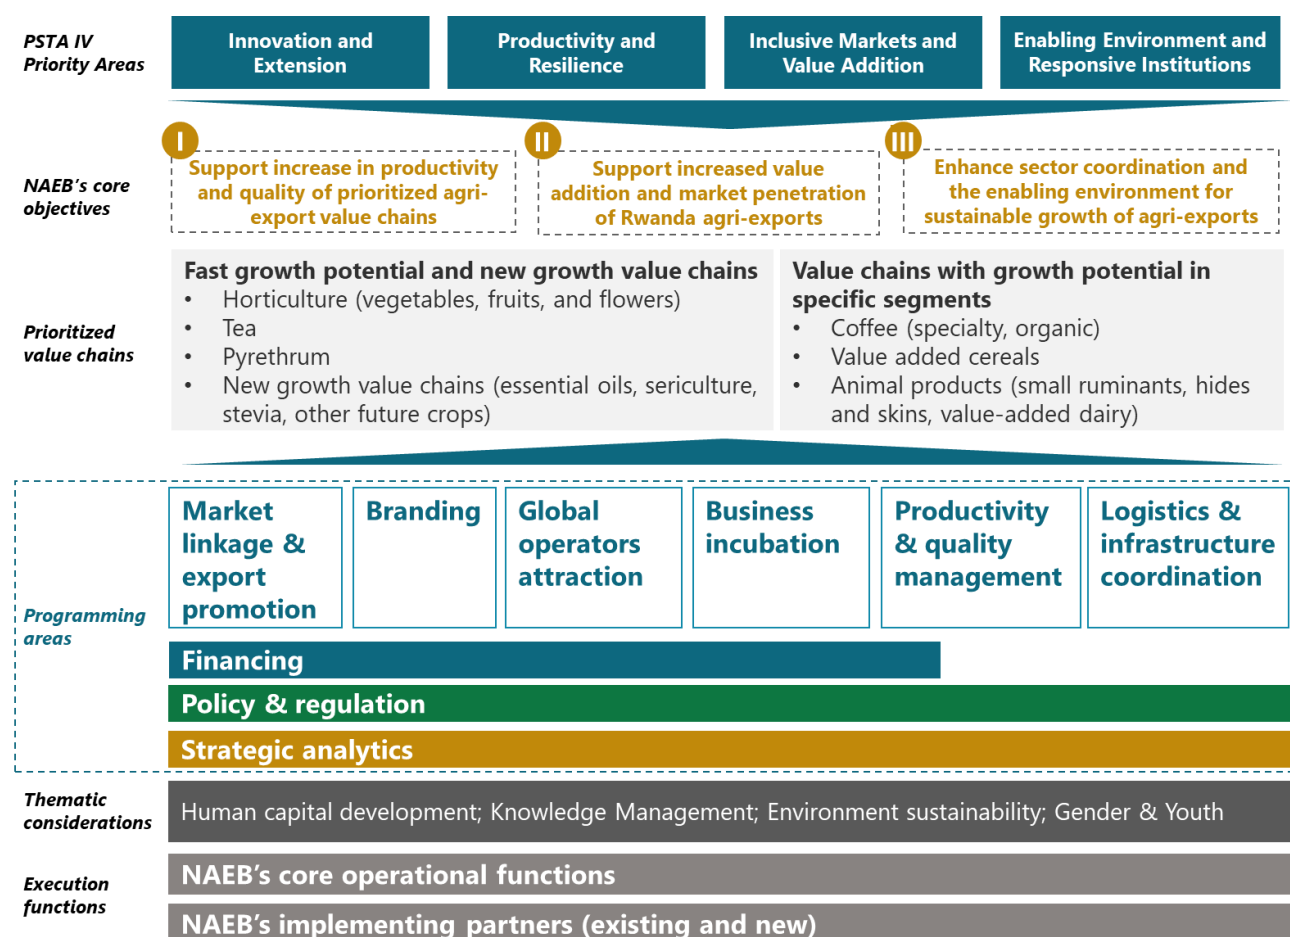 PSTA IV
Priority Areas
Innovation and
Extension
Productivity and
Resilience
Inclusive Markets and
Value Addition
Enabling Environment and
Responsive Institutions
NAEB's core
objectives
I
Support increase in productivity
and quality of prioritized agri-
export value chains
II
Support increased value
addition and market penetration
of Rwanda agri-exports
III
Enhance sector coordination and
the enabling environment for
sustainable growth of agri-exports
Prioritized
value chains
Fast growth potential and new growth value chains
• Horticulture (vegetables, fruits, and flowers)
• Tea
• Pyrethrum
• New growth value chains (essential oils, sericulture,
stevia, other future crops)
Value chains with growth potential in
specific segments
• Coffee (specialty, organic)
• Value added cereals
• Animal products (small ruminants, hides
and skins, value-added dairy)
Programming
areas
Market
linkage &
export
promotion
Branding
Global
operators
attraction
Business
incubation
Productivity
& quality
management
Logistics &
infrastructure
coordination
Financing
Policy & regulation
Strategic analytics
Thematic
considerations
Human capital development; Knowledge Management; Environment sustainability; Gender & Youth
Execution
functions
NAEB's core operational functions
NAEB's implementing partners (existing and new)